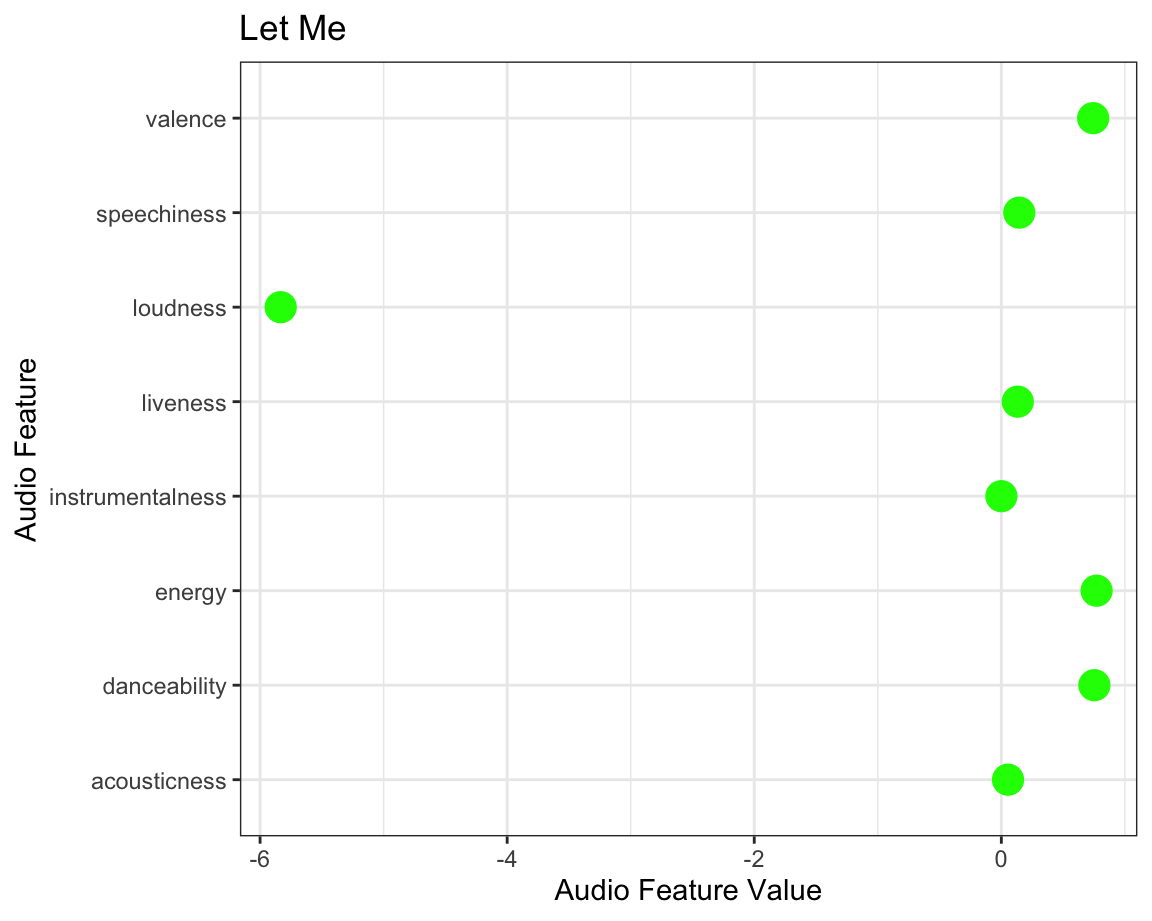 Let Me
valence
speechiness
loudness
liveness
instrumentalness
energy
danceability
acousticness
Audio Feature
-6 -4 -2 0
Audio Feature Value